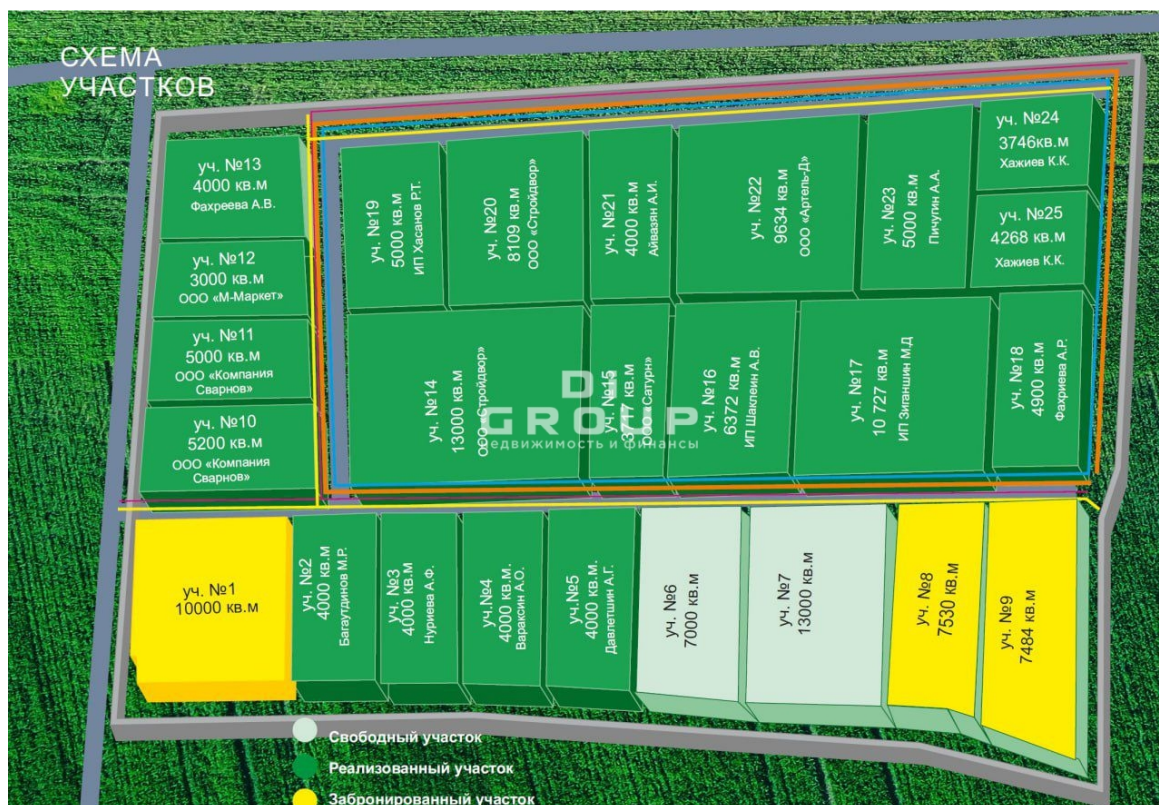 СХЕМА
УЧАСТКОВ
уч. №13
4000 кв.м
Фахреева А.В.
уч. №12
3000 кв.м
ООО «М-Маркет»
уч. №11
5000 кв.м
ООО «Компания
Сварнов»
уч. №10
5200 кв.м
ООО «Компания
Сварнов»
уч. №19
5000 кв.м
ИП Хасанов Р.Т.
уч. №20
8109 кв.м
ООО «Стройдвор»
уч. №21
4000 кв.м
Айвазян А.И.
уч. №22
9634 кв.м
ООО «Артель-Д»
уч. №23
5000 кв.м
Пичугин А.А.
уч. №24
3746кв.м
Хажиев К.К.
уч. №25
4268 кв.м
Хажиев К.К.
уч. №14
13000 кв.м
ООО «Стройдвор»
уч. №15
3717 кв.м
ООО «Сатурн»
уч. №16
6372 кв.м
ИП Шаклеин А.В.
уч. №17
10 727 кв.м
ИП Зиганшин М.Д
уч. №18
4900 кв.м
Фахриева А.Р.
GROUP
недвижимость и финансы
уч. №1
10000 кв.м
уч. №2
4000 кв.м
Багаутдинов М.Р.
уч. №3
4000 кв.м
Нуриева А.Ф.
уч. №4
4000 кв.м.
Вараксин А.О.
уч. №5
4000 кв.м.
Давлетшин А.Г.
уч. №6
7000 кв.м
уч. №7
13000 кв.м
уч. №8
7530 кв.м
уч. №9
7484 кв.м
Свободный участок
Реализованный участок
Забронированный участок